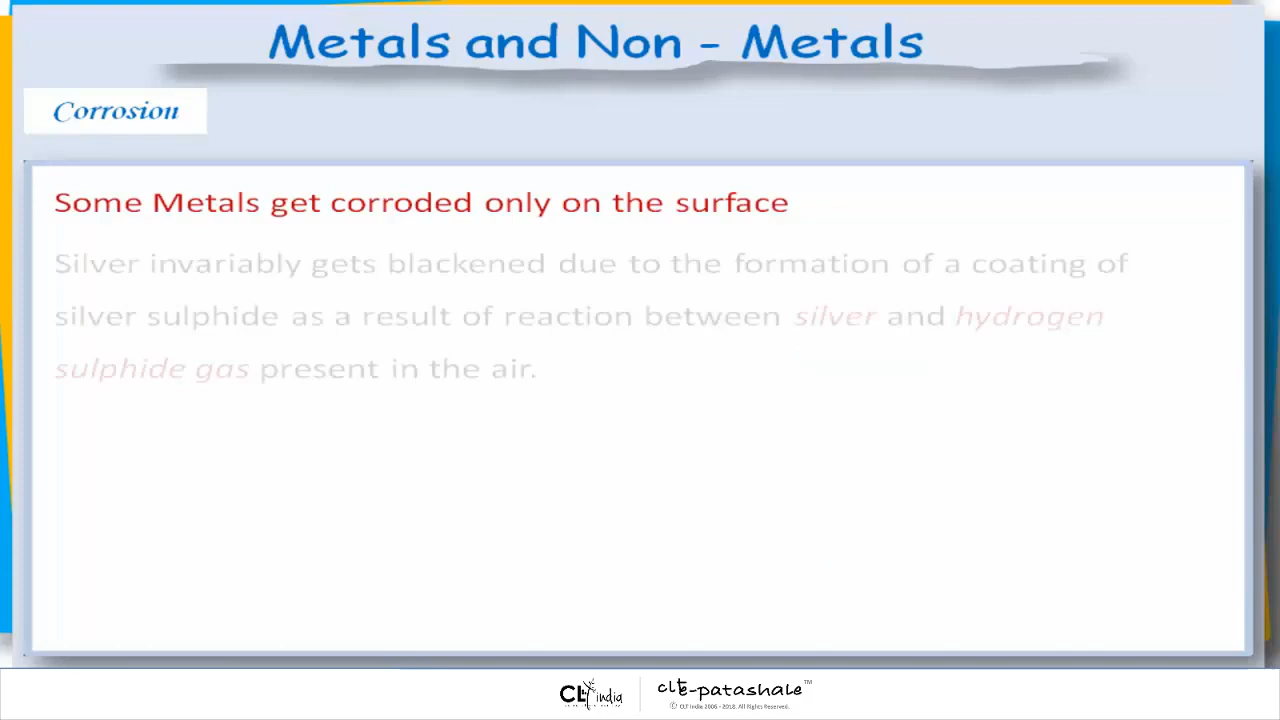 Metals and Non - Metals
Corrosion
Some Metals get corroded only on the surface
Silver invariably gets blackened due to the formation of a coating of
silver sulphide as a result of reaction between silver and hydrogen
sulphide gas present in the air.
CLT india
clt e-patashale™
© CLT India 2006 - 2018. All Rights Reserved.